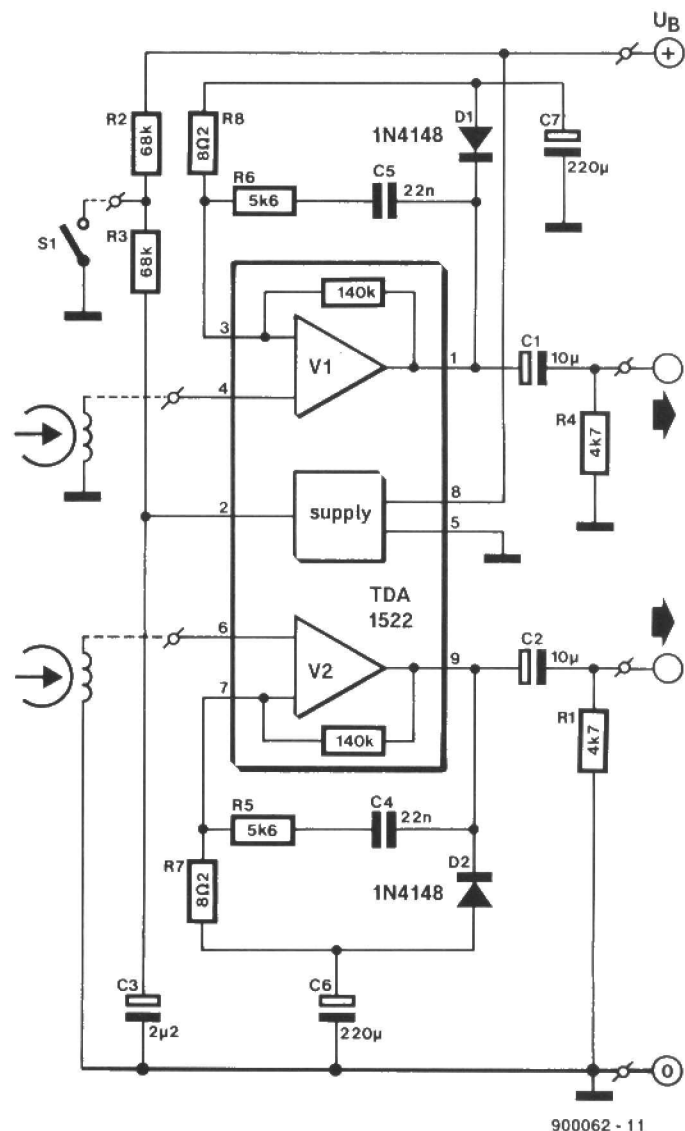 UB
+
R2
68k
R8
8Ω2
D1
1N4148
C7
220µ
R6
5k6
C5
22n
S1
R3
68k
140k
3
V1
1
C1
10µ
4
R4
4k7
2
supply
8
5
TDA
1522
6
V2
9
C2
10µ
7
140k
R1
4k7
R5
5k6
C4
22n
R7
8Ω2
D2
1N4148
C3
2µ2
C6
220µ
0
900062 - 11